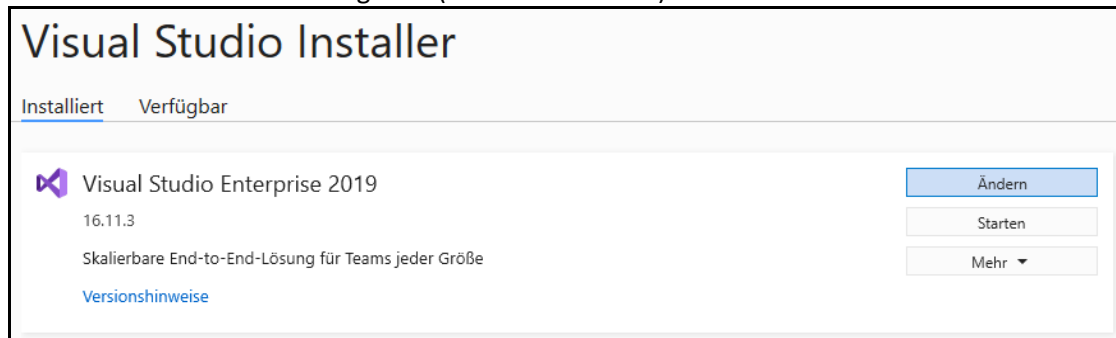 Visual Studio Installer
Installiert Verfügbar
Visual Studio Enterprise 2019
Ändern
16.11.3
Starten
Skalierbare End-to-End-Lösung für Teams jeder Größe
Mehr
Versionshinweise